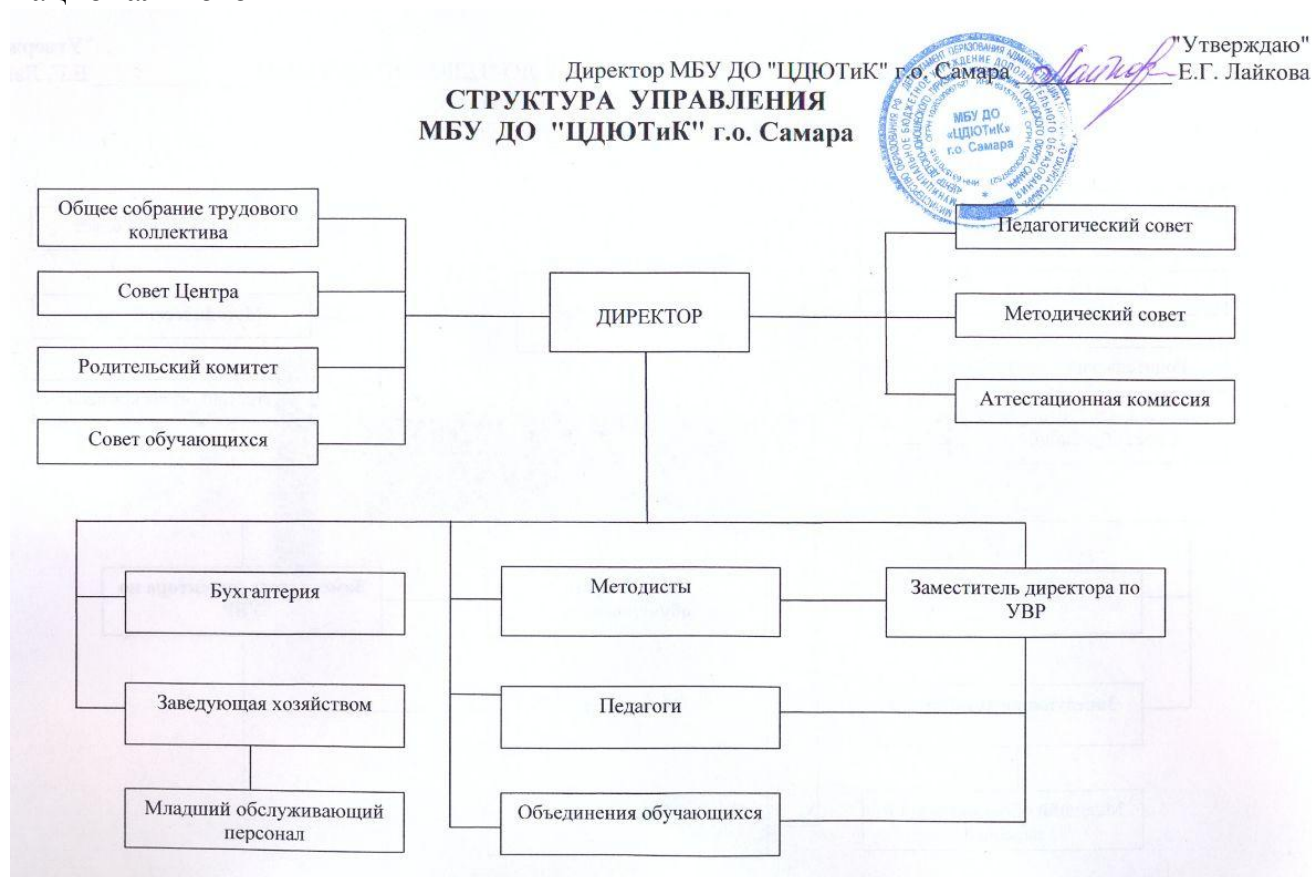 "Утверждаю"
Директор МБУ ДО "ЦДЮТиК" г.о. Самара Е.Г. Лайкова
СТРУКТУРА УПРАВЛЕНИЯ
МБУ ДО "ЦДЮТиК" г.о. Самара
МБУ ДО
«ЦДЮТиК»
г.о. Самара
Общее собрание трудового
коллектива
Совет Центра
Родительский комитет
Совет обучающихся
ДИРЕКТОР
Педагогический совет
Методический совет
Аттестационная комиссия
Бухгалтерия
Методисты
Заместитель директора по
УВР
Заведующая хозяйством
Педагоги
Младший обслуживающий
персонал
Объединения обучающихся